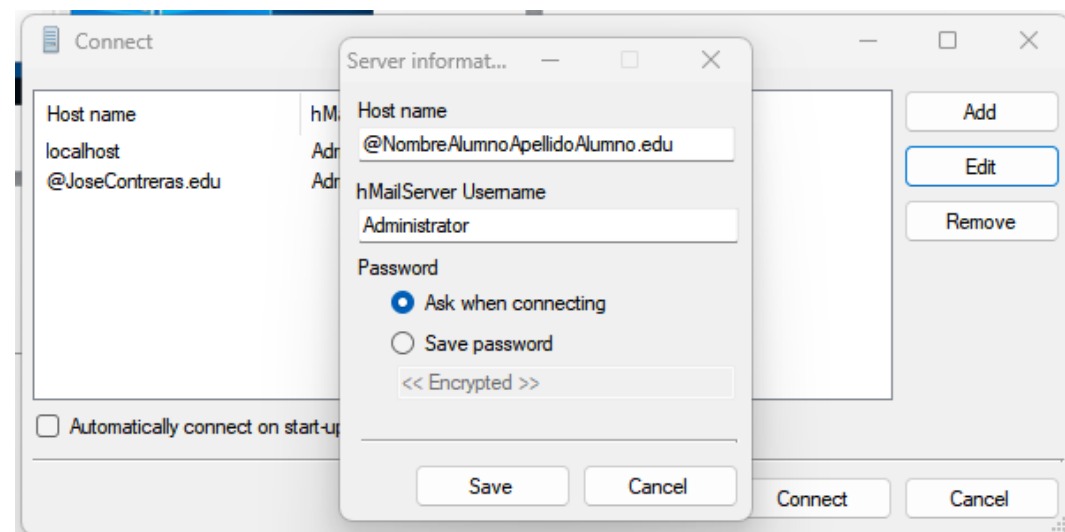 Connect
Server informat...
Host name
hMa
localhost
Adr
@JoseContreras.edu
Adr
Host name
@NombreAlumnoApellidoAlumno.edu
hMailServer Username
Administrator
Password
Ask when connecting
Save password
<< Encrypted >>
Save
Cancel
Add
Edit
Remove
Automatically connect on start-up
Connect
Cancel